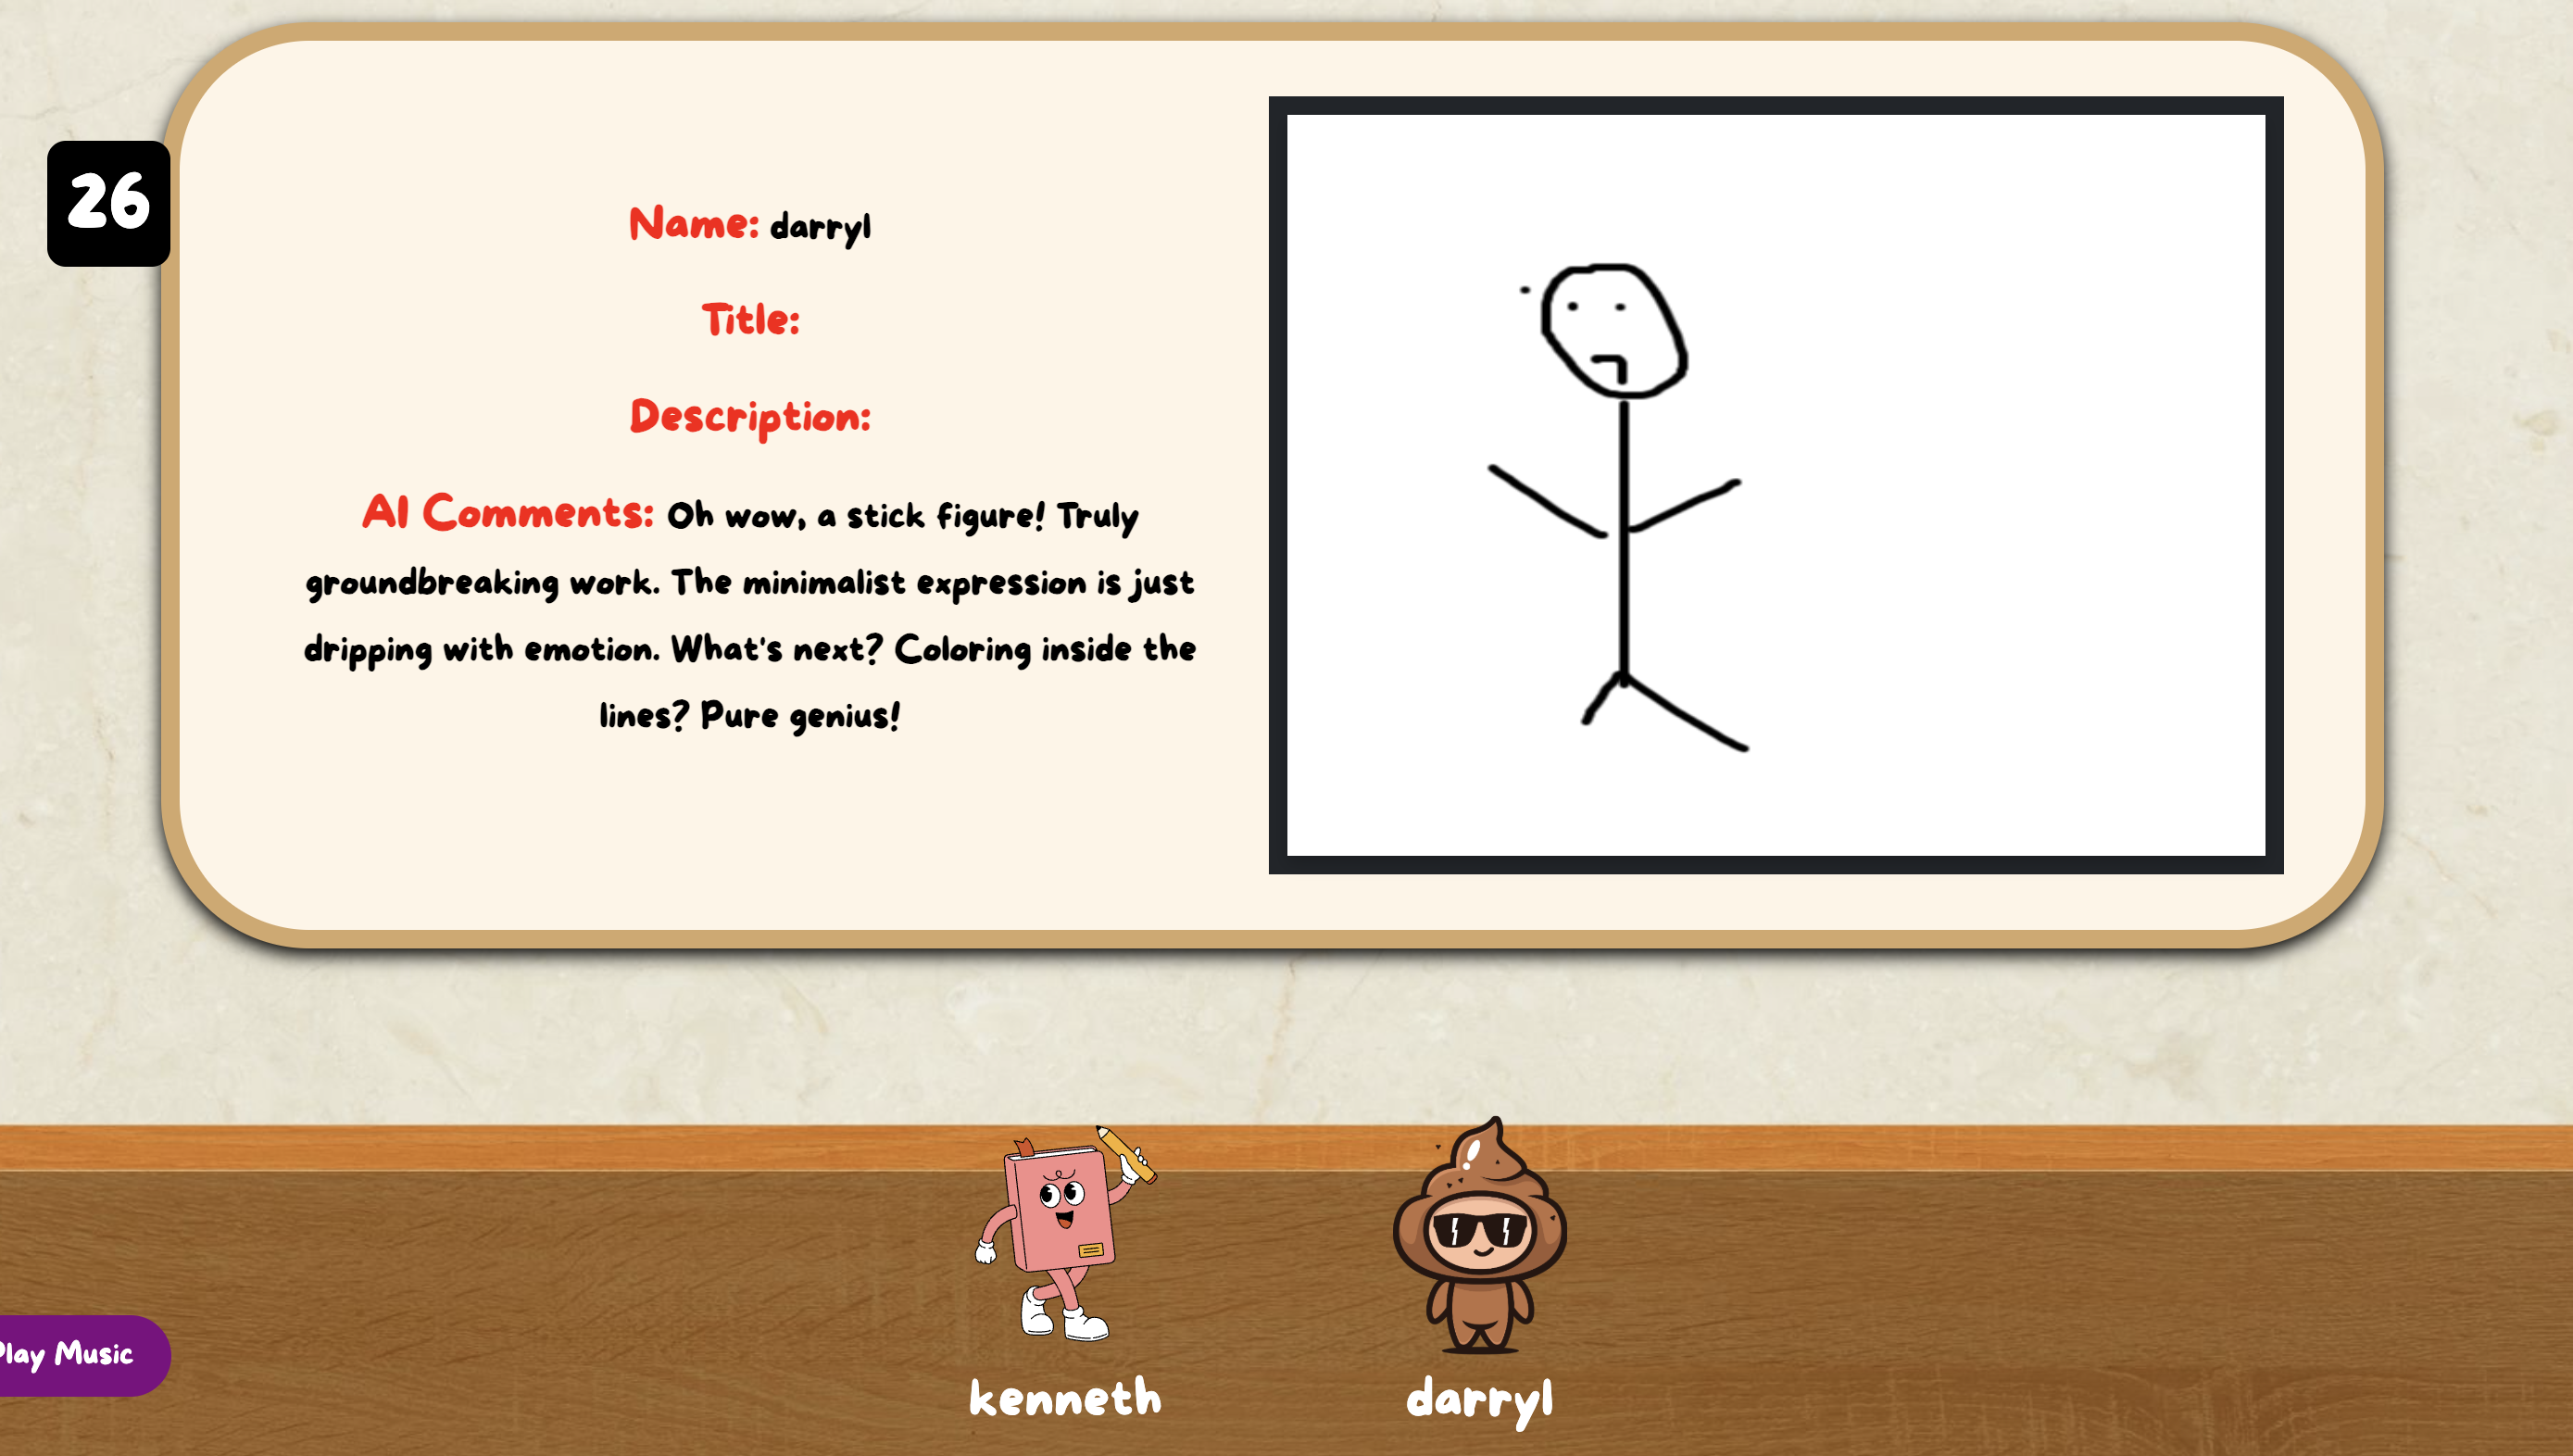 26
Name: darryl
Title:
Description:
AI Comments: Oh wow, a stick figure! Truly
groundbreaking work. The minimalist expression is just
dripping with emotion. What's next? Coloring inside the
lines? Pure genius!
Play Music
kenneth
darryl